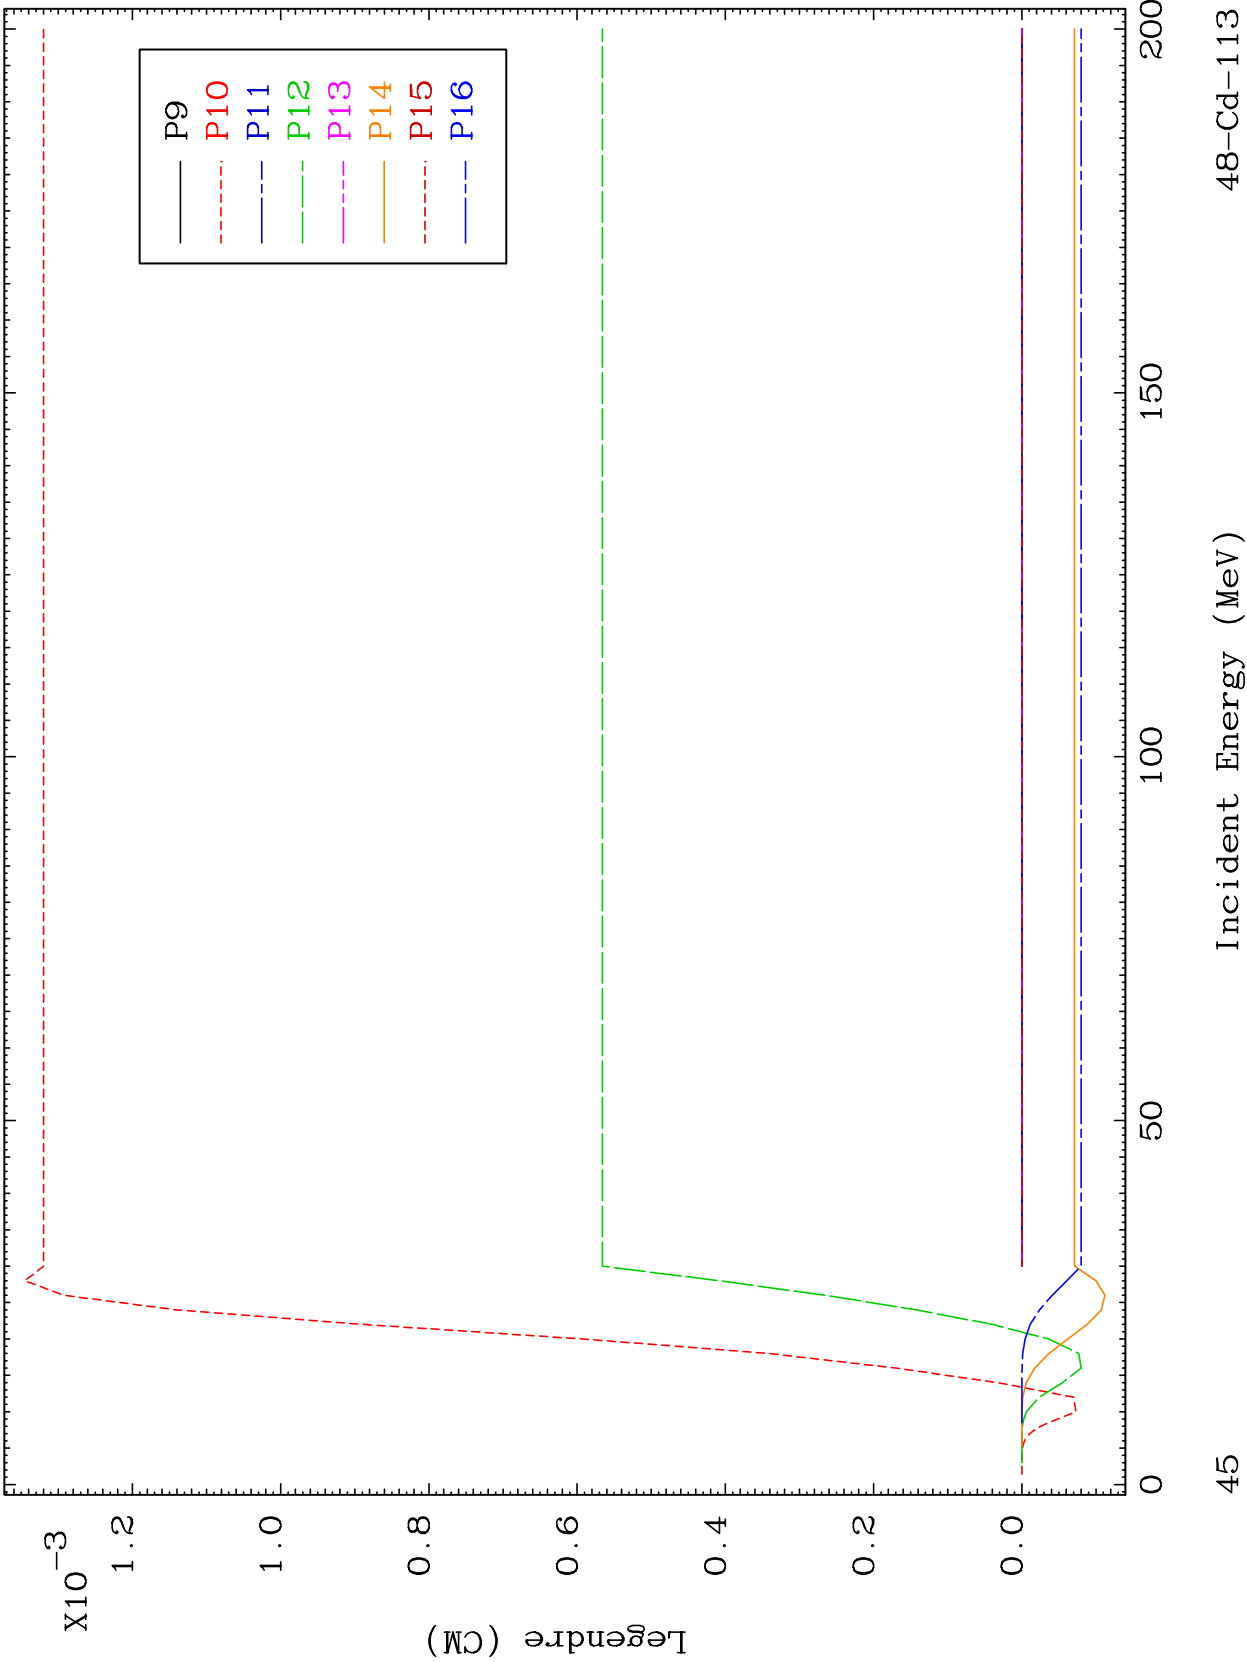 X10−3
1.2
1.0
0.8
0.6
0.4
0.2
0.0
Legendre (CM)
P9
P10
P11
P12
P13
P14
P15
P16
0
50
100
150
200
Incident Energy (MeV)
45
48−Cd−113